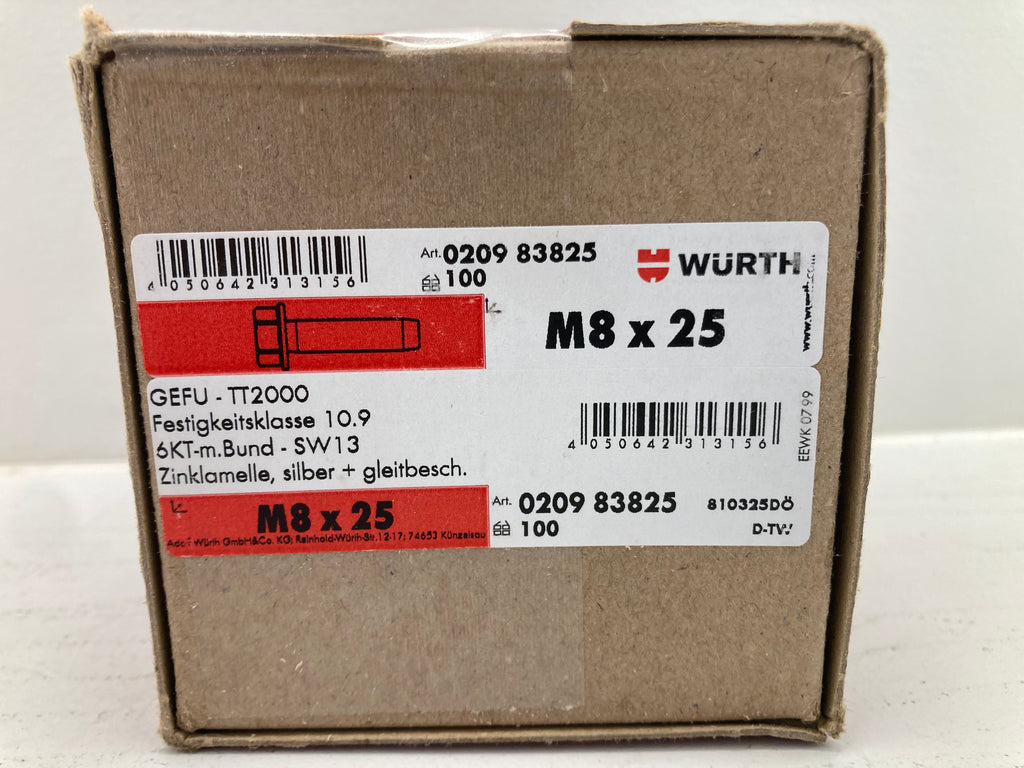 4 050642 313156
Art. 0209 83825
100
WÜRTH
M8 x 25
GEFU - TT2000
Festigkeitsklasse 10.9
6KT-m.Bund - SW13
Zinklamelle, silber + gleitbesch.
4 050642 313156
EEWK 07 99
M8 x 25
Adolf Würth GmbH&Co. KG; Reinhold-Würth-Str.12-17; 74653 Künzelsau
Art. 0209 83825
100
810325DÖ
D-TW